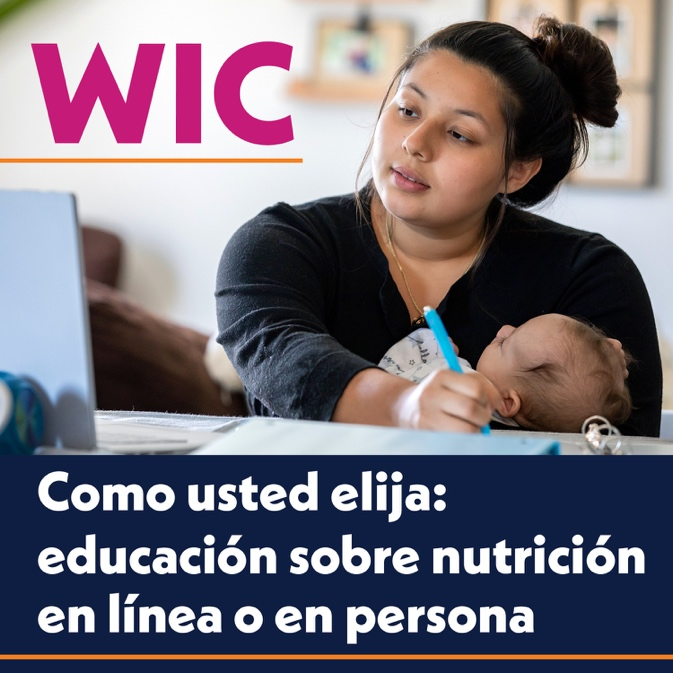 WIC
Como usted elija:
educación sobre nutrición
en línea o en persona